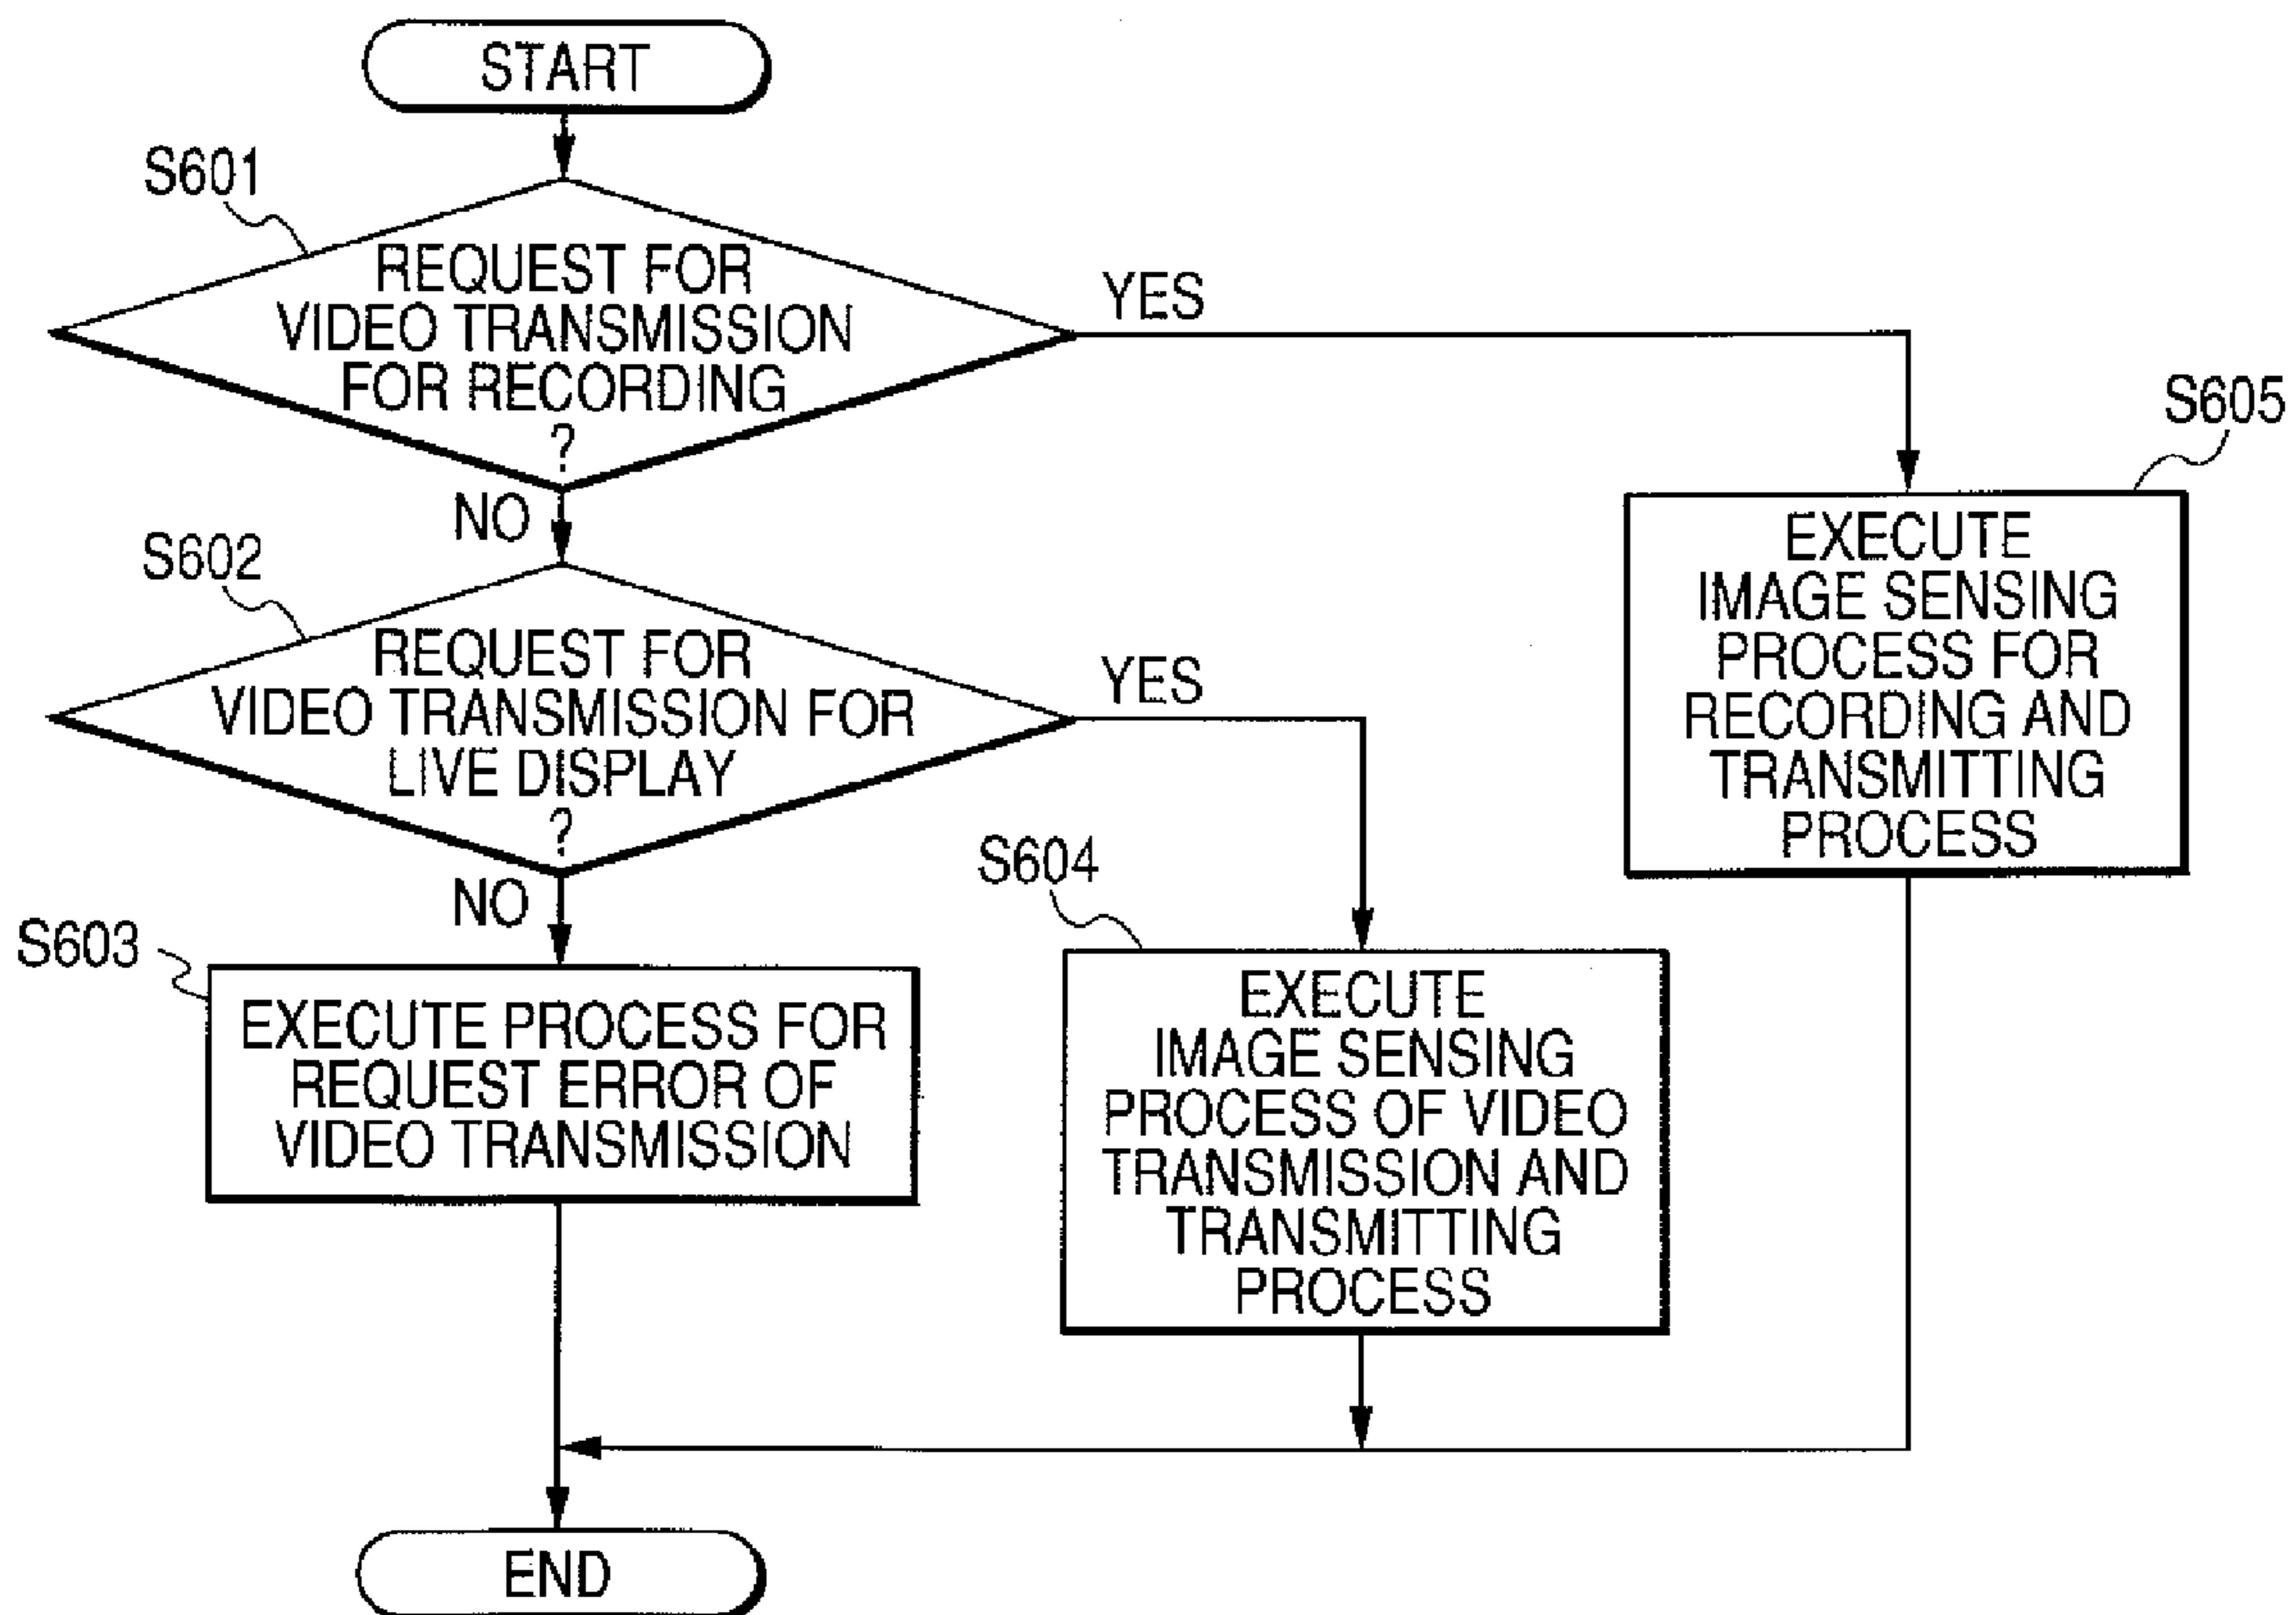 START
S601
REQUEST FOR
VIDEO TRANSMISSION
FOR RECORDING
?
YES
NO
S605
EXECUTE
IMAGE SENSING
PROCESS FOR
RECORDING AND
TRANSMITTING
PROCESS
S602
REQUEST FOR
VIDEO TRANSMISSION FOR
LIVE DISPLAY
?
YES
NO
S604
EXECUTE
IMAGE SENSING
PROCESS OF VIDEO
TRANSMISSION AND
TRANSMITTING
PROCESS
S603
EXECUTE PROCESS FOR
REQUEST ERROR OF
VIDEO TRANSMISSION
END